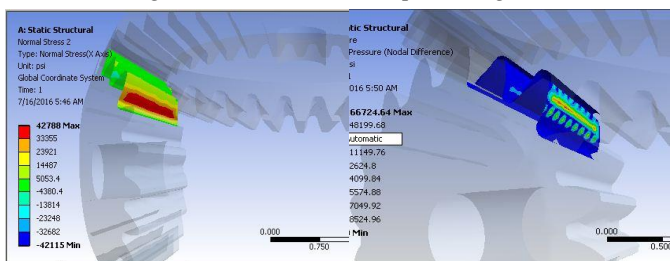 A: Static Structural
Normal Stress 2
Type: Normal Stress(X Axis)
Unit: psi
Global Coordinate System
Time: 1
7/16/2016 5:46 AM
42788 Max
33355
23921
14487
5053.4
-4380.4
-13814
-23248
-32682
-42115 Min
0.000
0.750
tic Structural
re
Pressure (Nodal Difference)
si
1
016 5:50 AM
66724.64 Max
48199.68
utomatic
11149.76
2624.8
4099.84
5574.88
7049.92
8524.96
Min
0.000
0.500